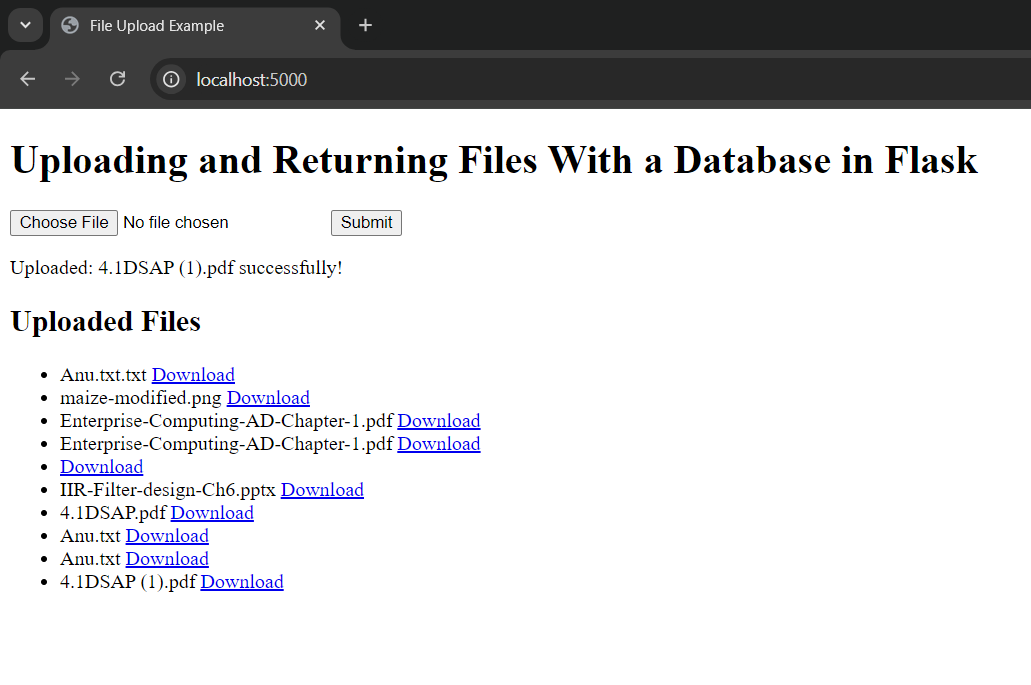 File Upload Example
localhost:5000
Uploading and Returning Files With a Database in Flask
Choose File No file chosen Submit
Uploaded: 4.1DSAP (1).pdf successfully!
Uploaded Files
Anu.txt.txt Download
maize-modified.png Download
Enterprise-Computing-AD-Chapter-1.pdf Download
Enterprise-Computing-AD-Chapter-1.pdf Download
Download
IIR-Filter-design-Ch6.pptx Download
4.1DSAP.pdf Download
Anu.txt Download
Anu.txt Download
4.1DSAP (1).pdf Download